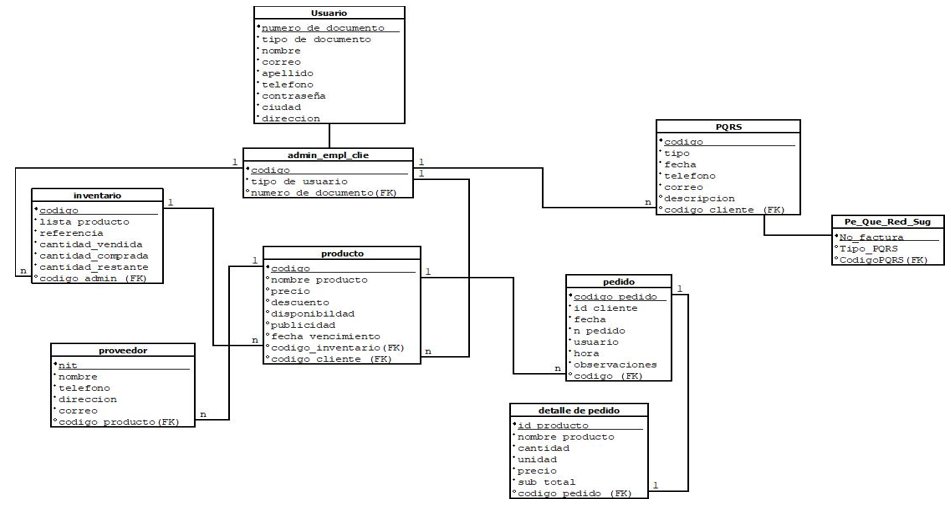 Usuario
numero de documento
tipo de documento
nombre
correo
apellido
telefono
contraseña
ciudad
direccion
admin_empl_clie
codigo
tipo de usuario
numero de documento(FK)
1
1
1
PQRS
codigo
tipo
fecha
telefono
correo
descripcion
codigo cliente (FK)
n
Pe_Que_Red_Sug
No_factura
Tipo_PQRS
CodigoPQRS(FK)
inventario
codigo
lista producto
referencia
cantidad_vendida
cantidad_comprada
cantidad_restante
codigo admin (FK)
1
n
producto
codigo
nombre producto
precio
descuento
disponibildad
publicidad
fecha vencimiento
codigo_inventario(FK)
codigo cliente (FK)
1
1
n
n
pedido
codigo pedido
id cliente
fecha
n pedido
usuario
hora
observaciones
codigo (FK)
1
n
proveedor
nit
nombre
telefono
direccion
correo
codigo producto(FK)
n
detalle de pedido
id producto
nombre producto
cantidad
unidad
precio
sub total
codigo pedido (FK)
1